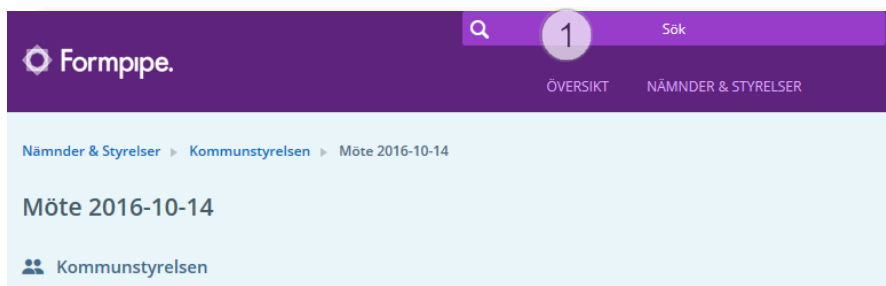 1
Sök
Formpipe.
ÖVERSIKT NÄMNDER & STYRELSER
Nämnder & Styrelser Kommunstyrelsen Möte 2016-10-14
Möte 2016-10-14
Kommunstyrelsen